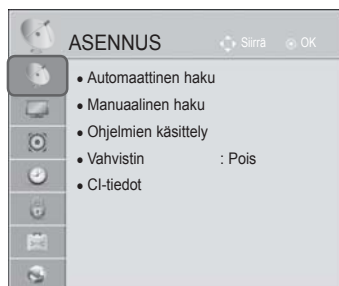 ASENNUS Siirrä OK
• Automaattinen haku
• Manuaalinen haku
• Ohjelmien käsittely
• Vahvistin : Pois
• CI-tiedot